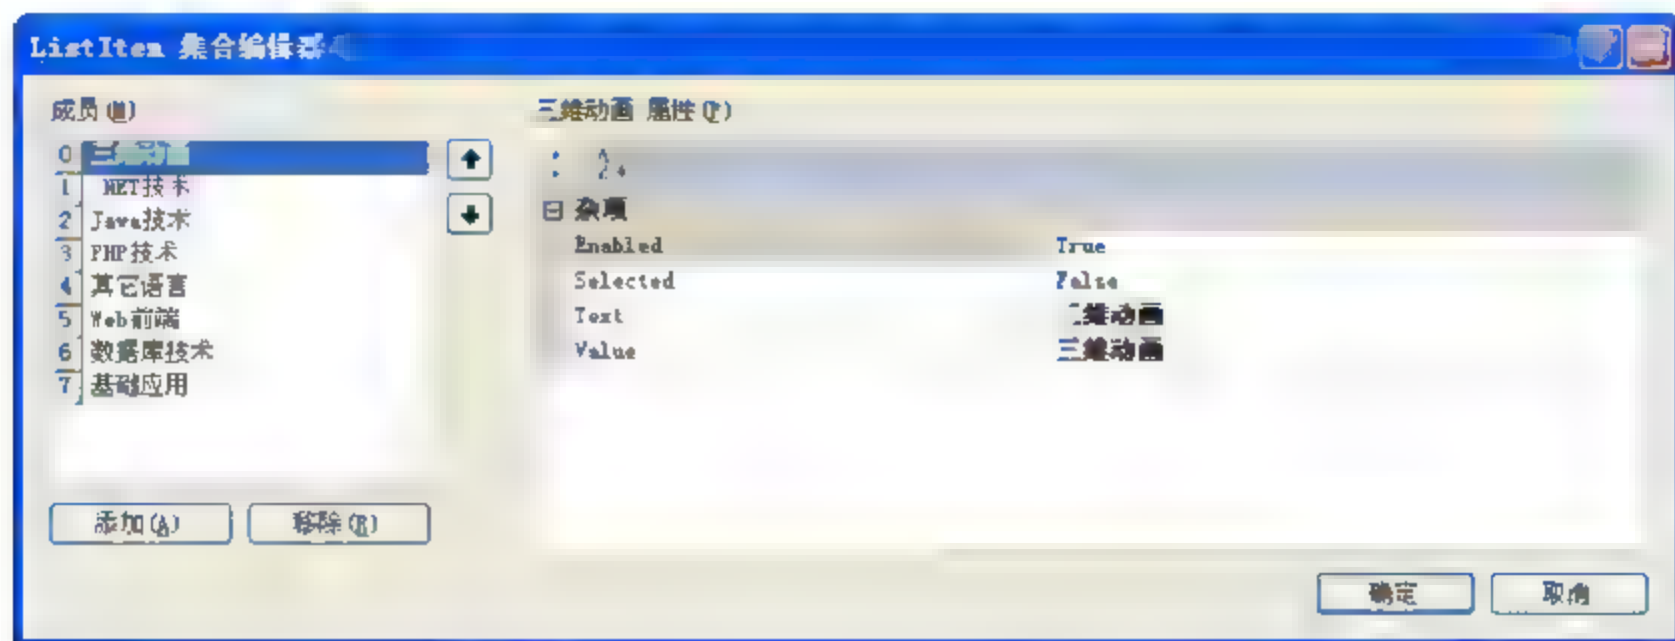 ListItem 集合编辑器
成员(M)
0 三维动画
1 .NET技术
2 Java技术
3 PHP技术
4 其它语言
5 Web前端
6 数据库技术
7 基础应用
添加(A)
移除(R)
三维动画 属性(P)
杂项
Enabled True
Selected False
Text 三维动画
Value 三维动画
确定
取消